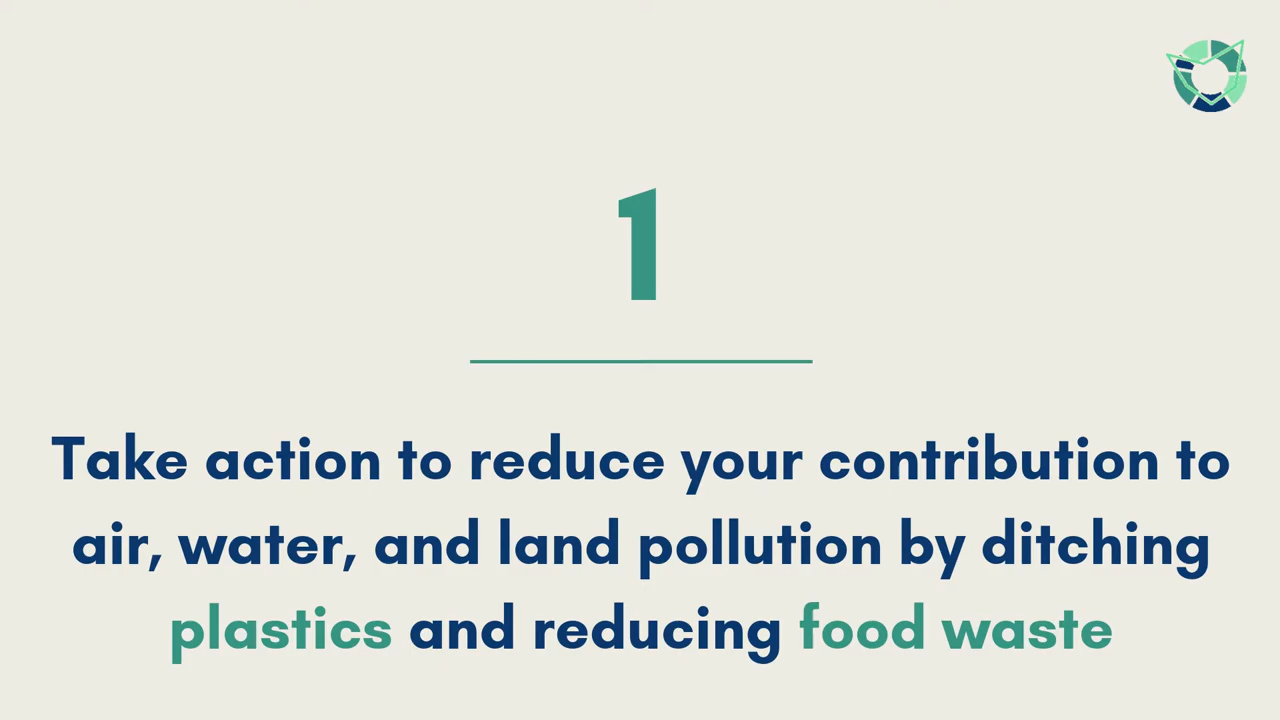 1
Take action to reduce your contribution to
air, water, and land pollution by ditching
plastics and reducing food waste